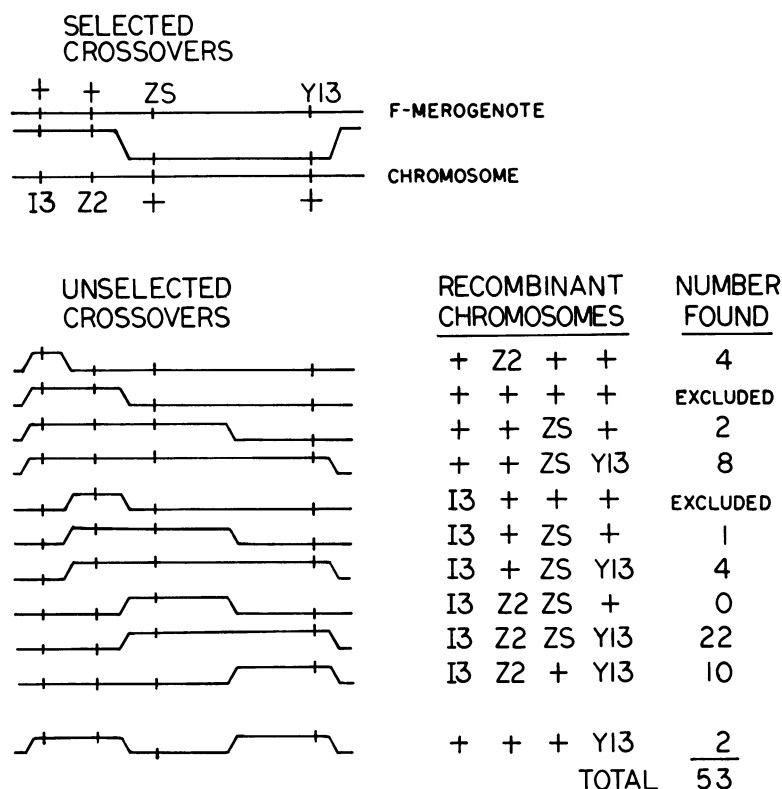 SELECTED
CROSSOVERS
+ + ZS Y13
F-MEROGENOTE
CHROMOSOME
I3 Z2 + +
UNSELECTED
CROSSOVERS
RECOMBINANT
CHROMOSOMES
NUMBER
FOUND
+ Z2 + + 4
+ + + + EXCLUDED
+ + ZS + 2
+ + ZS Y13 8
I3 + + + EXCLUDED
I3 + ZS + 1
I3 + ZS Y13 4
I3 Z2 ZS + 0
I3 Z2 ZS Y13 22
I3 Z2 + Y13 10
+ + + Y13 2
TOTAL 53